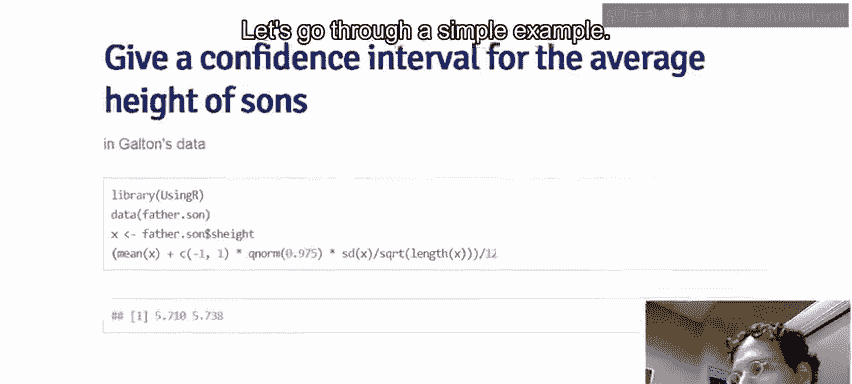 Let's go through a simple example.
Give a confidence interval for the average
height of sons
in Galton's data
library(UsingR)
data(father.son)
x <- father.son$sheight
(mean(x) + c(-1, 1) * qnorm(0.975) * sd(x)/sqrt(length(x)))/12
## [1] 5.710 5.738